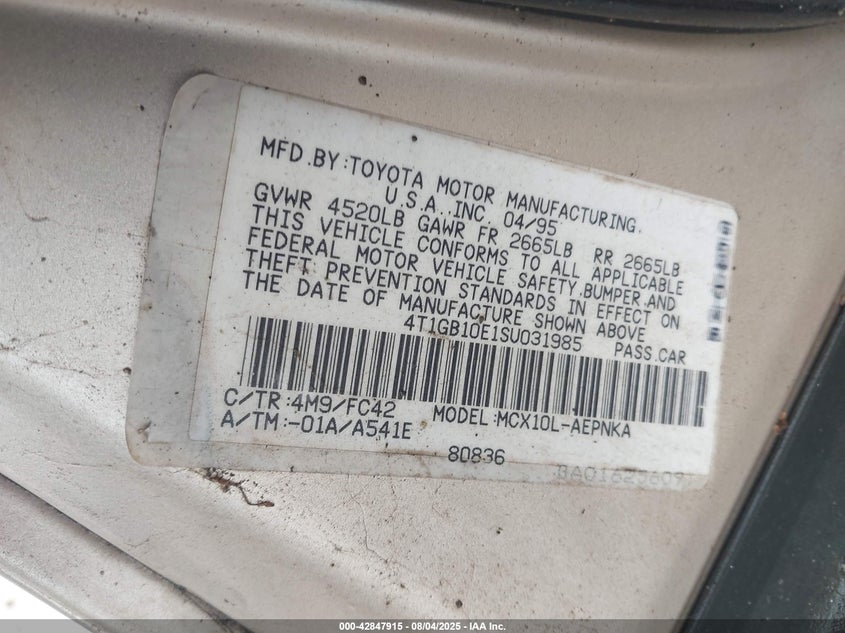 MFD.BY:TOYOTA MOTOR MANUFACTURING.
U.S.A. INC. 04/95
GVWR 4520LB GAWR FR 2665LB RR 2665LB
THIS VEHICLE CONFORMS TO ALL APPLICABLE
FEDERAL MOTOR VEHICLE SAFETY,BUMPER,AND
THEFT PREVENTION STANDARDS IN EFFECT ON
THE DATE OF MANUFACTURE SHOWN ABOVE
4T1GB10E1SU031985 PASS.CAR
C/TR:4M9/FC42 MODEL:MCX10L-AEPNKA
A/TM:-01A/A541E
80836
BA01625609
000-42847915 - 08/04/2025 - IAA Inc.